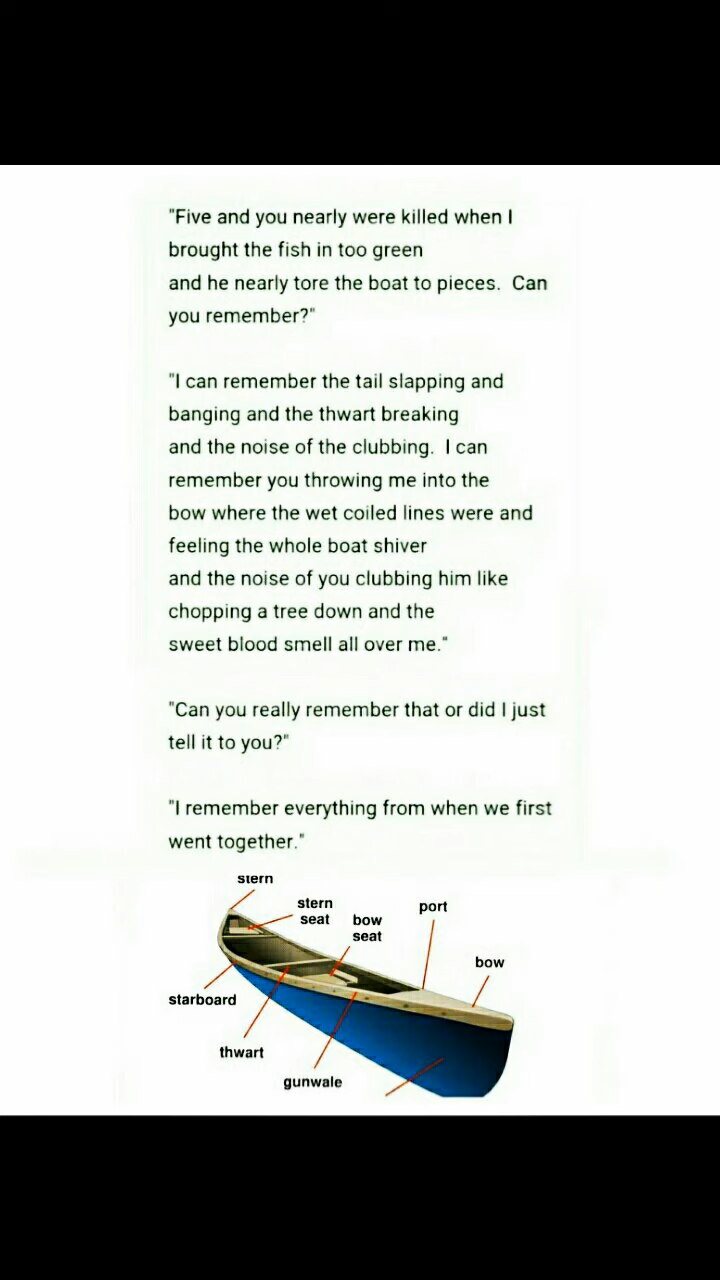 "Five and you nearly were killed when I
brought the fish in too green
and he nearly tore the boat to pieces.  Can
you remember?"
"I can remember the tail slapping and
banging and the thwart breaking
and the noise of the clubbing.  I can
remember you throwing me into the
bow where the wet coiled lines were and
feeling the whole boat shiver
and the noise of you clubbing him like
chopping a tree down and the
sweet blood smell all over me."
"Can you really remember that or did I just
tell it to you?"
"I remember everything from when we first
went together."
stern
stern
seat
bow
seat
port
bow
starboard
thwart
gunwale